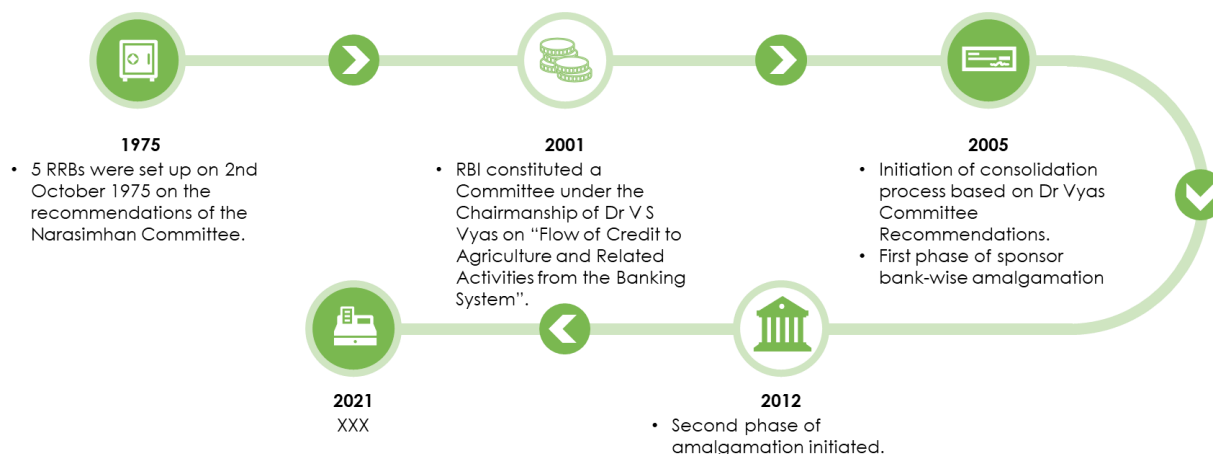 1975
• 5 RRBs were set up on 2nd
October 1975 on the
recommendations of the
Narasimhan Committee.
2001
• RBI constituted a
Committee under the
Chairmanship of Dr V S
Vyas on “Flow of Credit to
Agriculture and Related
Activities from the Banking
System”.
2005
• Initiation of consolidation
process based on Dr Vyas
Committee
Recommendations.
• First phase of sponsor
bank-wise amalgamation
2012
• Second phase of
amalgamation initiated.
2021
XXX